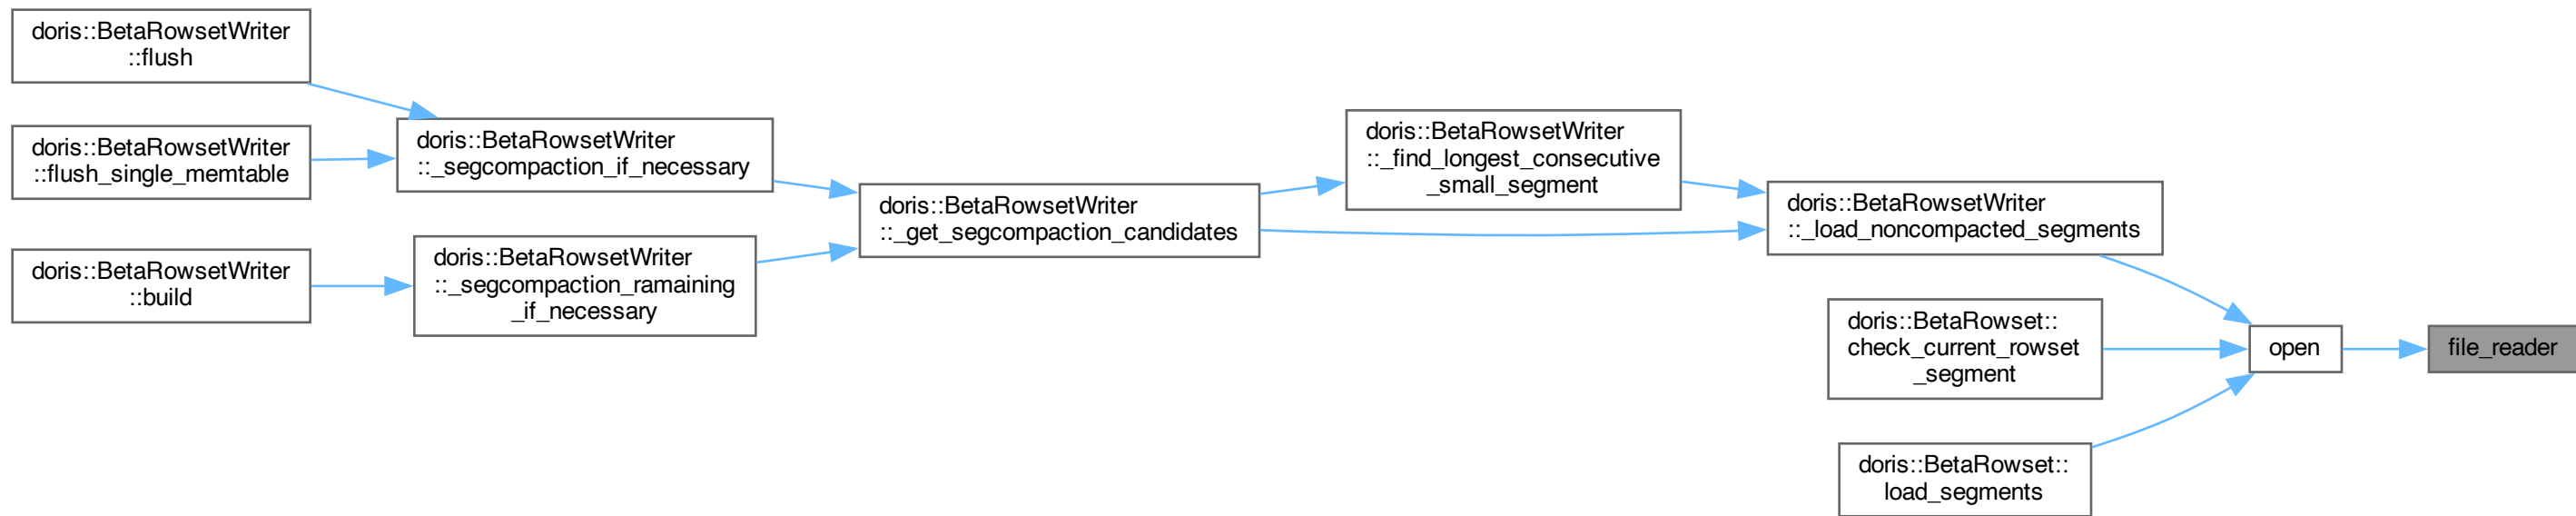 doris::BetaRowsetWriter
::flush
doris::BetaRowsetWriter
::flush_single_memtable
doris::BetaRowsetWriter
::build
doris::BetaRowsetWriter
::_segcompaction_if_necessary
doris::BetaRowsetWriter
::_segcompaction_ramaining
_if_necessary
doris::BetaRowsetWriter
::_get_segcompaction_candidates
doris::BetaRowsetWriter
::_find_longest_consecutive
_small_segment
doris::BetaRowsetWriter
::_load_noncompacted_segments
doris::BetaRowset::
check_current_rowset
_segment
doris::BetaRowset::
load_segments
open
file_reader